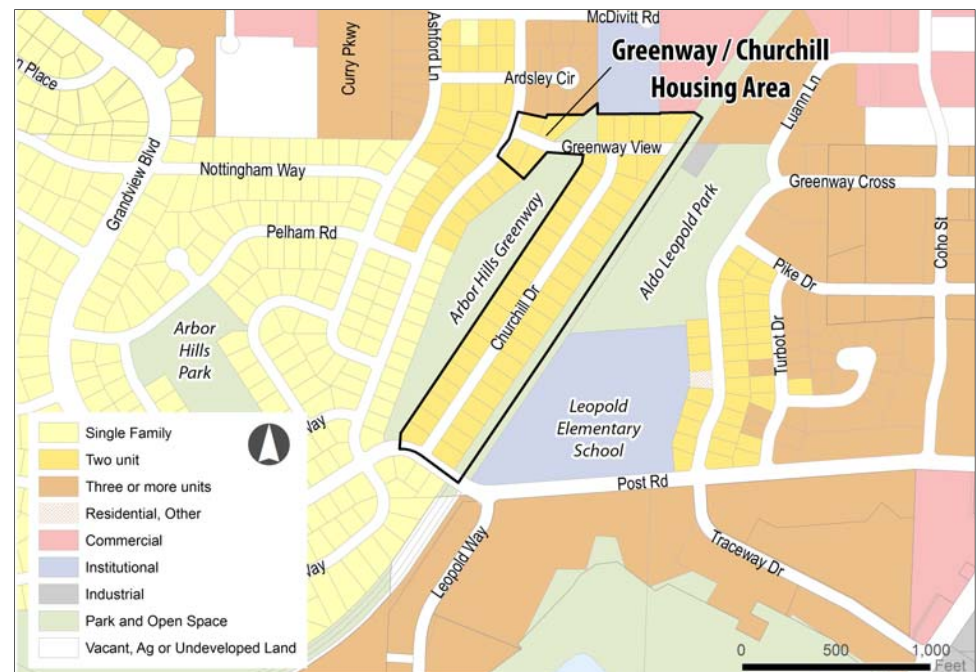 McDivitt Rd
Ashford Ln
Curry Pkwy
Greenway / Churchill
Housing Area
Place
Ardsley Cir
Luann Ln
Greenway View
Nottingham Way
Grandview Blvd
Greenway Cross
Pelham Rd
Arbor Hills Greenway
Aldo Leopold Park
Coho St
Pike Dr
Churchill Dr
Turbot Dr
Arbor
Hills
Park
Leopold
Elementary
School
Way
Post Rd
Way
Leopold Way
Traceway Dr
Single Family
Two unit
Three or more units
Residential, Other
Commercial
Institutional
Industrial
Park and Open Space
Vacant, Ag or Undeveloped Land
0 500 1,000
Feet